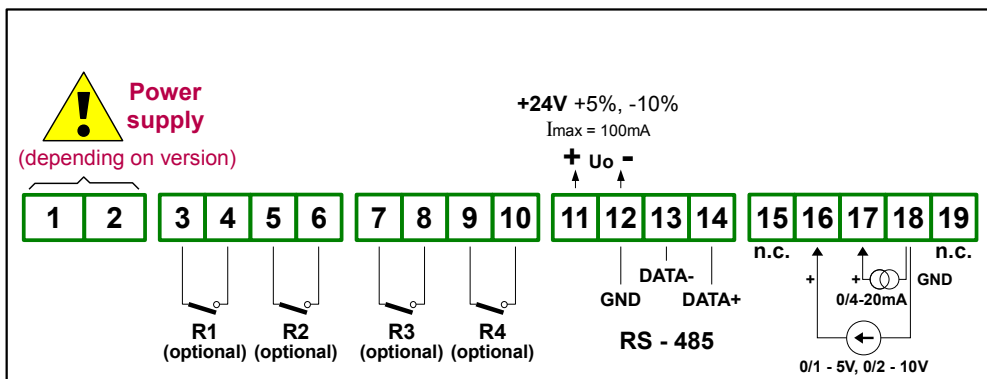 Power
supply
(depending on version)
+24V +5%, -10%
Imax = 100mA
+ Uo -
1 2 3 4 5 6 7 8 9 10 11 12 13 14 15 16 17 18 19
n.c. n.c.
DATA-
GND DATA+
+ + GND
0/4-20mA
R1 R2 R3 R4
(optional) (optional) (optional) (optional)
RS - 485
0/1 - 5V, 0/2 - 10V